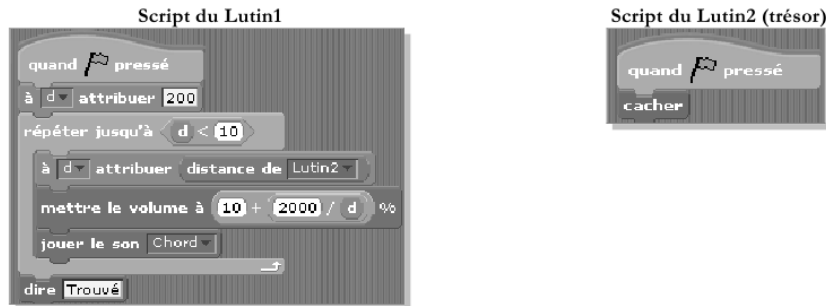 Script du Lutin1
quand pressé
à d attribuer 200
répéter jusqu'à d < 10
à d attribuer distance de Lutin2
mettre le volume à 10 + 2000 / d %
jouer le son Chord
dire Trouvé
Script du Lutin2 (trésor)
quand pressé
cacher